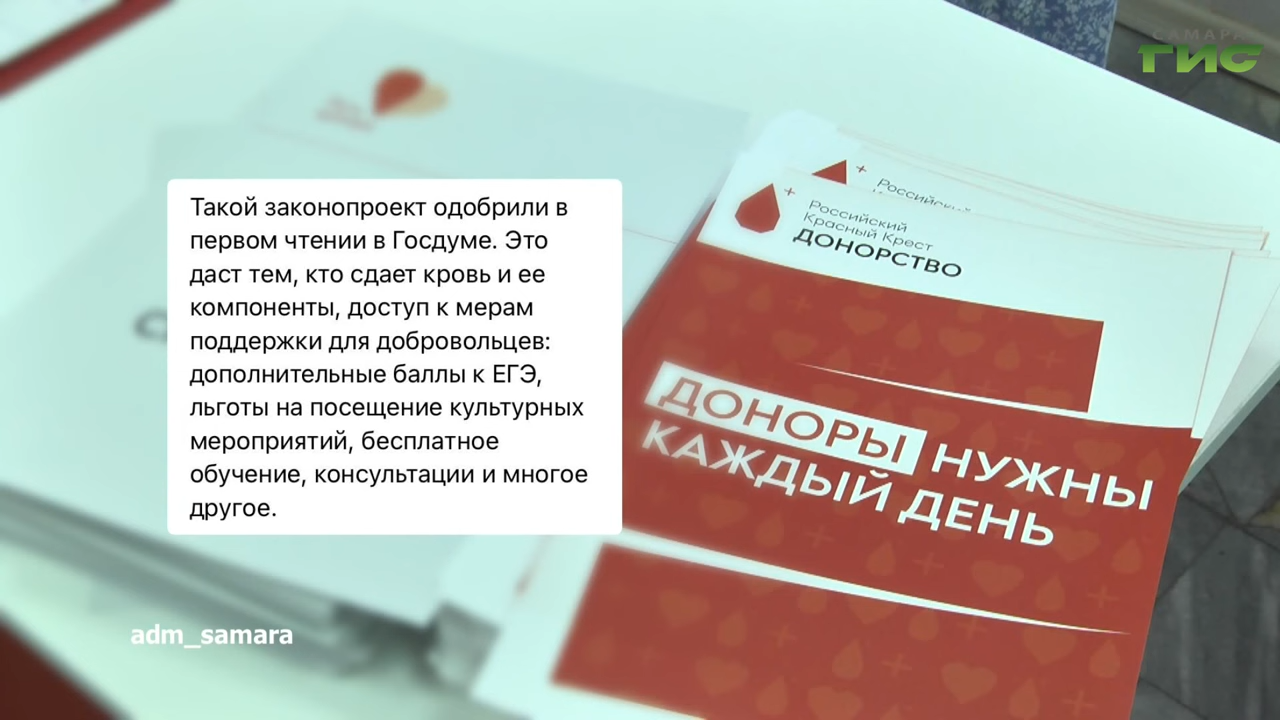 САМАРА
ГИС
Такой законопроект одобрили в
первом чтении в Госдуме. Это
даст тем, кто сдает кровь и ее
компоненты, доступ к мерам
поддержки для добровольцев:
дополнительные баллы к ЕГЭ,
льготы на посещение культурных
мероприятий, бесплатное
обучение, консультации и многое
другое.
adm_samara
Российский
Российский
Красный Крест
ДОНОРСТВО
ДОНОРЫ НУЖНЫ
КАЖДЫЙ ДЕНЬ